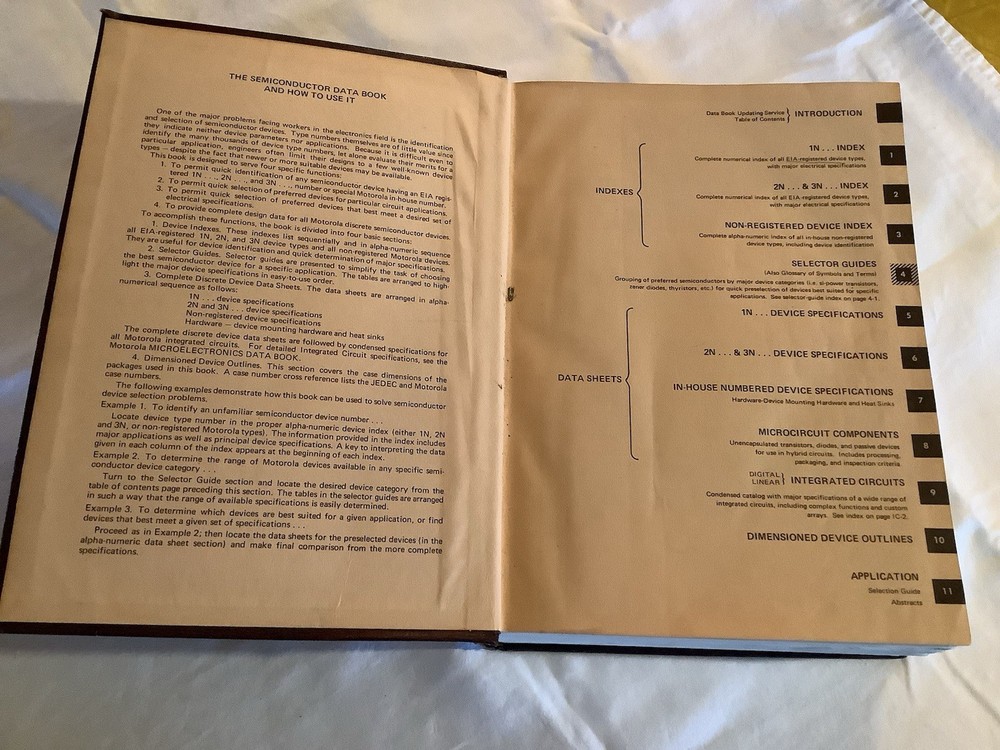 THE SEMICONDUCTOR DATA BOOK
AND HOW TO USE IT
One of the major problems facing workers in the electronics field is the identification
and selection of semiconductor devices. Type numbers themselves are of little value since
they indicate neither device parameters nor applications. Because it is difficult even to
identify the many thousands of device type numbers, let alone evaluate their merits for a
particular application, engineers often limit their designs to a few well-known device
types – despite the fact that newer or more suitable devices may be available.
This book is designed to serve four specific functions:
1. To permit quick identification of any semiconductor device having an EIA regis-
tered 1N . . ., 2N . . ., and 3N . . . number or special Motorola in-house number.
2. To permit quick selection of preferred devices for particular circuit applications.
3. To permit quick selection of preferred devices that best meet a desired set of
electrical specifications.
4. To provide complete design data for all Motorola discrete semiconductor devices.
To accomplish these functions, the book is divided into four basic sections:
1. Device Indexes. These indexes list sequentially and in alpha-numeric sequence
all EIA-registered 1N, 2N, and 3N device types and all non-registered Motorola devices.
They are useful for device identification and quick determination of major specifications.
2. Selector Guides. Selector guides are presented to simplify the task of choosing
the best semiconductor device for a specific application. The tables are arranged to high-
light the major device specifications in easy-to-use order.
3. Complete Discrete Device Data Sheets. The data sheets are arranged in alpha-
numerical sequence as follows:
1N . . . device specifications
2N and 3N . . . device specifications
Non-registered device specifications
Hardware – device mounting hardware and heat sinks
The complete discrete device data sheets are followed by condensed specifications for
all Motorola integrated circuits. For detailed Integrated Circuit specifications, see the
Motorola MICROELECTRONICS DATA BOOK.
4. Dimensioned Device Outlines. This section covers the case dimensions of the
packages used in this book. A case number cross reference lists the JEDEC and Motorola
case numbers.
The following examples demonstrate how this book can be used to solve semiconductor
device selection problems.
Example 1. To identify an unfamiliar semiconductor device number . . .
Locate device type number in the proper alpha-numeric device index (either 1N, 2N
and 3N, or non-registered Motorola types). The information provided in the index includes
major applications as well as principal device specifications. A key to interpreting the data
given in each column of the index appears at the beginning of each index.
Example 2. To determine the range of Motorola devices available in any specific semi-
conductor device category . . .
Turn to the Selector Guide section and locate the desired device category from the
table of contents page preceding this section. The tables in the selector guides are arranged
in such a way that the range of available specifications is easily determined.
Example 3. To determine which devices are best suited for a given application, or find
devices that best meet a given set of specifications . . .
Proceed as in Example 2; then locate the data sheets for the preselected devices (in the
alpha-numeric data sheet section) and make final comparison from the more complete
specifications.
Data Book Updating Service
Table of Contents
INTRODUCTION
INDEXES
1N . . . INDEX
1
Complete numerical index of all EIA-registered device types,
with major electrical specifications
2N . . . & 3N . . . INDEX
2
Complete numerical index of all EIA-registered device types,
with major electrical specifications
NON-REGISTERED DEVICE INDEX
3
Complete alpha-numeric index of all in-house non-registered
device types, including device identification
SELECTOR GUIDES
4
(Also Glossary of Symbols and Terms)
Grouping of preferred semiconductors by major device categories (i.e. si-power transistors,
zener diodes, thyristors, etc.) for quick preselection of devices best suited for specific
applications. See selector-guide index on page 4-1.
DATA SHEETS
1N . . . DEVICE SPECIFICATIONS
5
2N . . . & 3N . . . DEVICE SPECIFICATIONS
6
IN-HOUSE NUMBERED DEVICE SPECIFICATIONS
7
Hardware-Device Mounting Hardware and Heat Sinks
MICROCIRCUIT COMPONENTS
8
Unencapsulated transistors, diodes, and passive devices
for use in hybrid circuits. Includes processing,
packaging, and inspection criteria.
DIGITAL
LINEAR
INTEGRATED CIRCUITS
9
Condensed catalog with major specifications of a wide range of
integrated circuits, including complex functions and custom
arrays. See index on page IC-2.
DIMENSIONED DEVICE OUTLINES
10
APPLICATION
11
Selection Guide
Abstracts